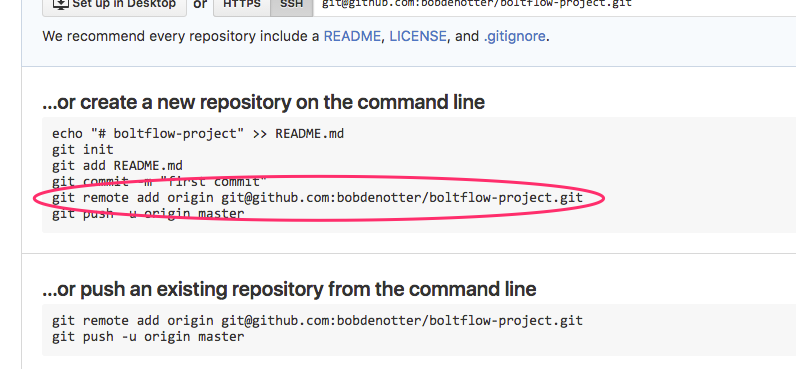 Set up in Desktop or HTTPS SSH git@github.com:bobdenotter/boltflow-project.git
We recommend every repository include a README, LICENSE, and .gitignore.
…or create a new repository on the command line
echo "# boltflow-project" >> README.md
git init
git add README.md
git commit -m "first commit"
git remote add origin git@github.com:bobdenotter/boltflow-project.git
git push -u origin master
…or push an existing repository from the command line
git remote add origin git@github.com:bobdenotter/boltflow-project.git
git push -u origin master